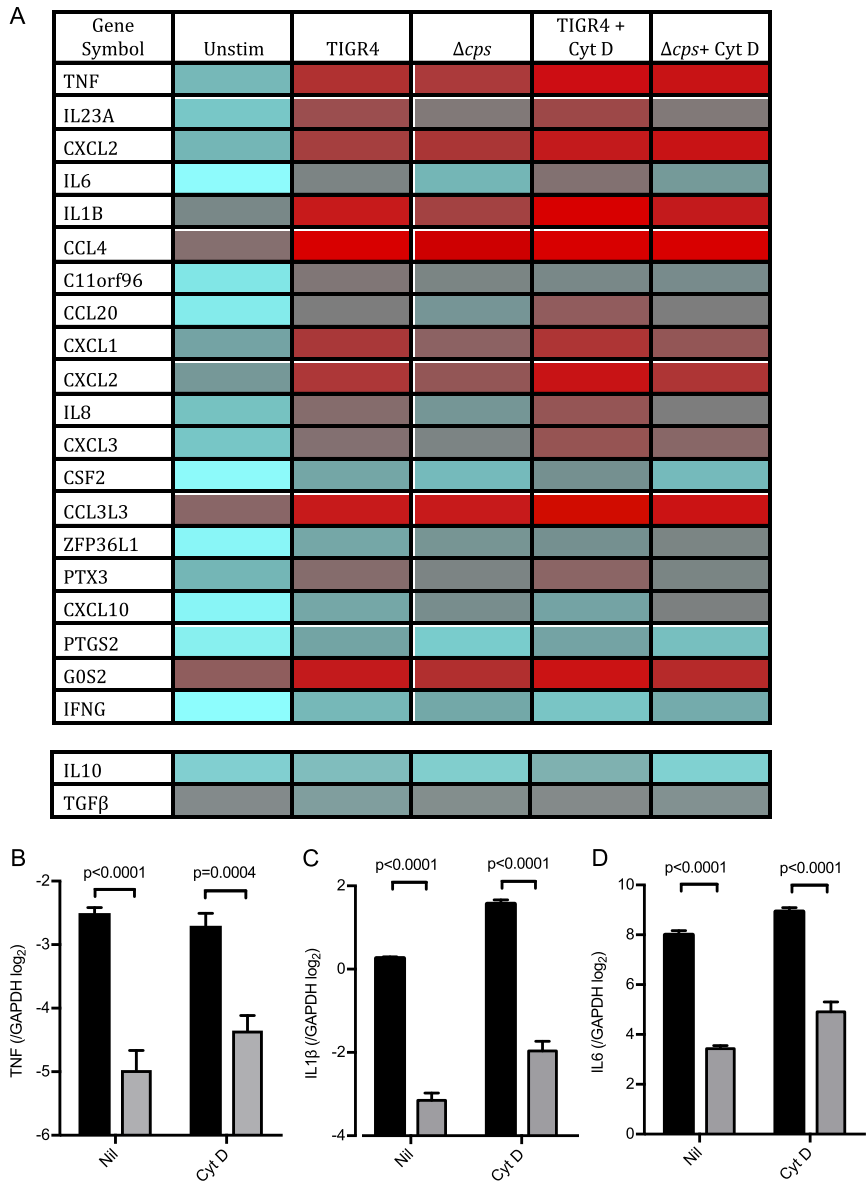 A
Gene Symbol Unstim TIGR4 Δcps TIGR4 + Cyt D Δcps+ Cyt D
TNF
IL23A
CXCL2
IL6
IL1B
CCL4
C11orf96
CCL20
CXCL1
CXCL2
IL8
CXCL3
CSF2
CCL3L3
ZFP36L1
PTX3
CXCL10
PTGS2
G0S2
IFNG
IL10
TGFβ
B
p<0.0001 p=0.0004
TNF (/GAPDH log2)
-2
-3
-4
-5
-6
Nil Cyt D
C
p<0.0001 p<0.0001
IL1β (/GAPDH log2)
2
0
-2
-4
Nil Cyt D
D
p<0.0001 p<0.0001
IL6 (/GAPDH log2)
10
8
6
4
2
0
Nil Cyt D